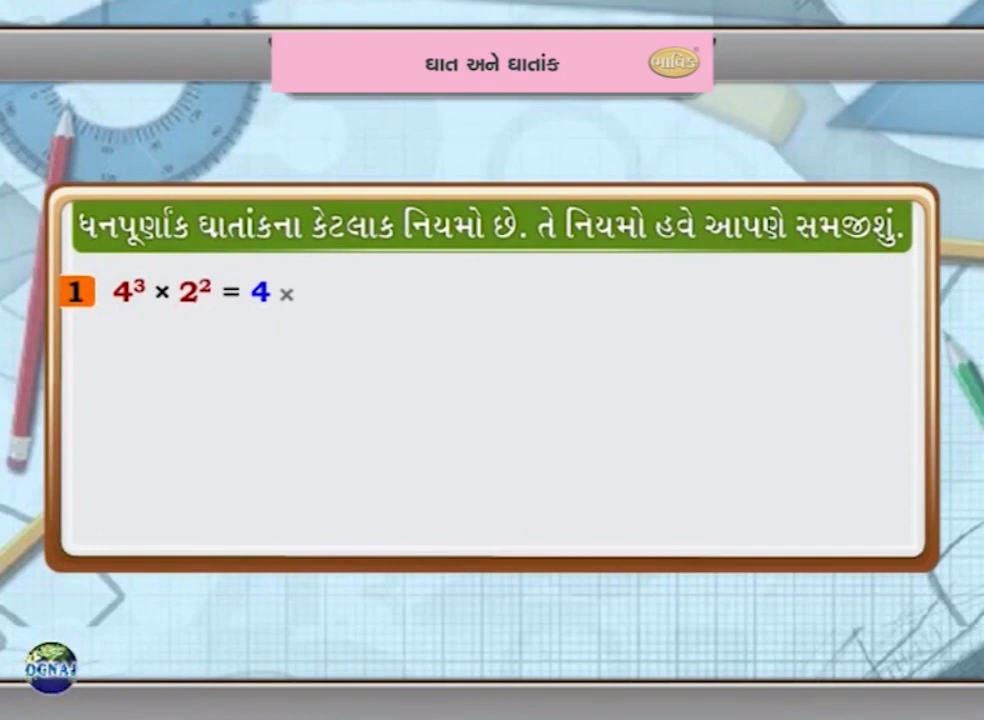 ઘાત અને ઘાતાંક
ભાવિક
ધનપૂર્ણાંક ઘાતાંકના કેટલાક નિયમો છે. તે નિયમો હવે આપણે સમજીશું.
1 4³ × 2² = 4 ×